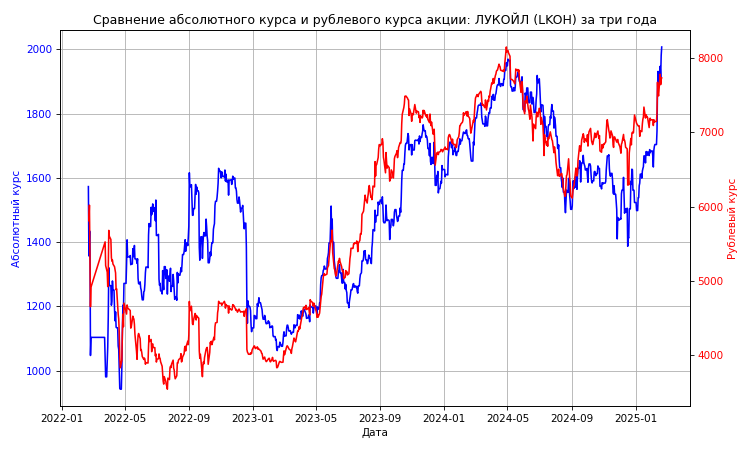 Сравнение абсолютного курса и рублевого курса акции: ЛУКОЙЛ (LKOH) за три года
2000
1800
1600
1400
1200
1000
Абсолютный курс
8000
7000
6000
5000
4000
Рублевый курс
2022-01 2022-05 2022-09 2023-01 2023-05 2023-09 2024-01 2024-05 2024-09 2025-01
Дата